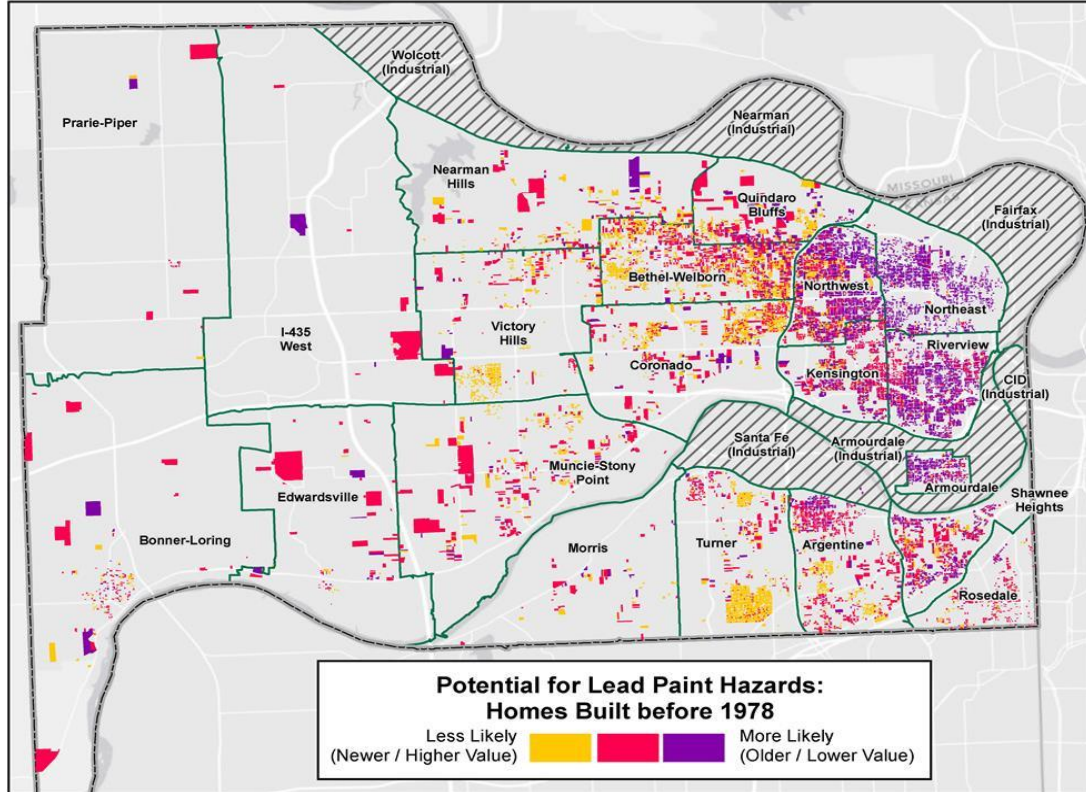 Prarie-Piper
Wolcott
(Industrial)
Nearman
(Industrial)
Nearman
Hills
Quindaro
Bluffs
MISSOURI
KANSAS
Fairfax
(Industrial)
Bethel-Welborn
Northwest
Northeast
I-435
West
Victory
Hills
Coronado
Kensington
Riverview
CID
(Industrial)
Santa Fe
(Industrial)
Armourdale
(Industrial)
Armourdale
Shawnee
Heights
Muncie-Stony
Point
Edwardsville
Bonner-Loring
Morris
Turner
Argentine
Rosedale
Potential for Lead Paint Hazards:
Homes Built before 1978
Less Likely
(Newer / Higher Value)
More Likely
(Older / Lower Value)